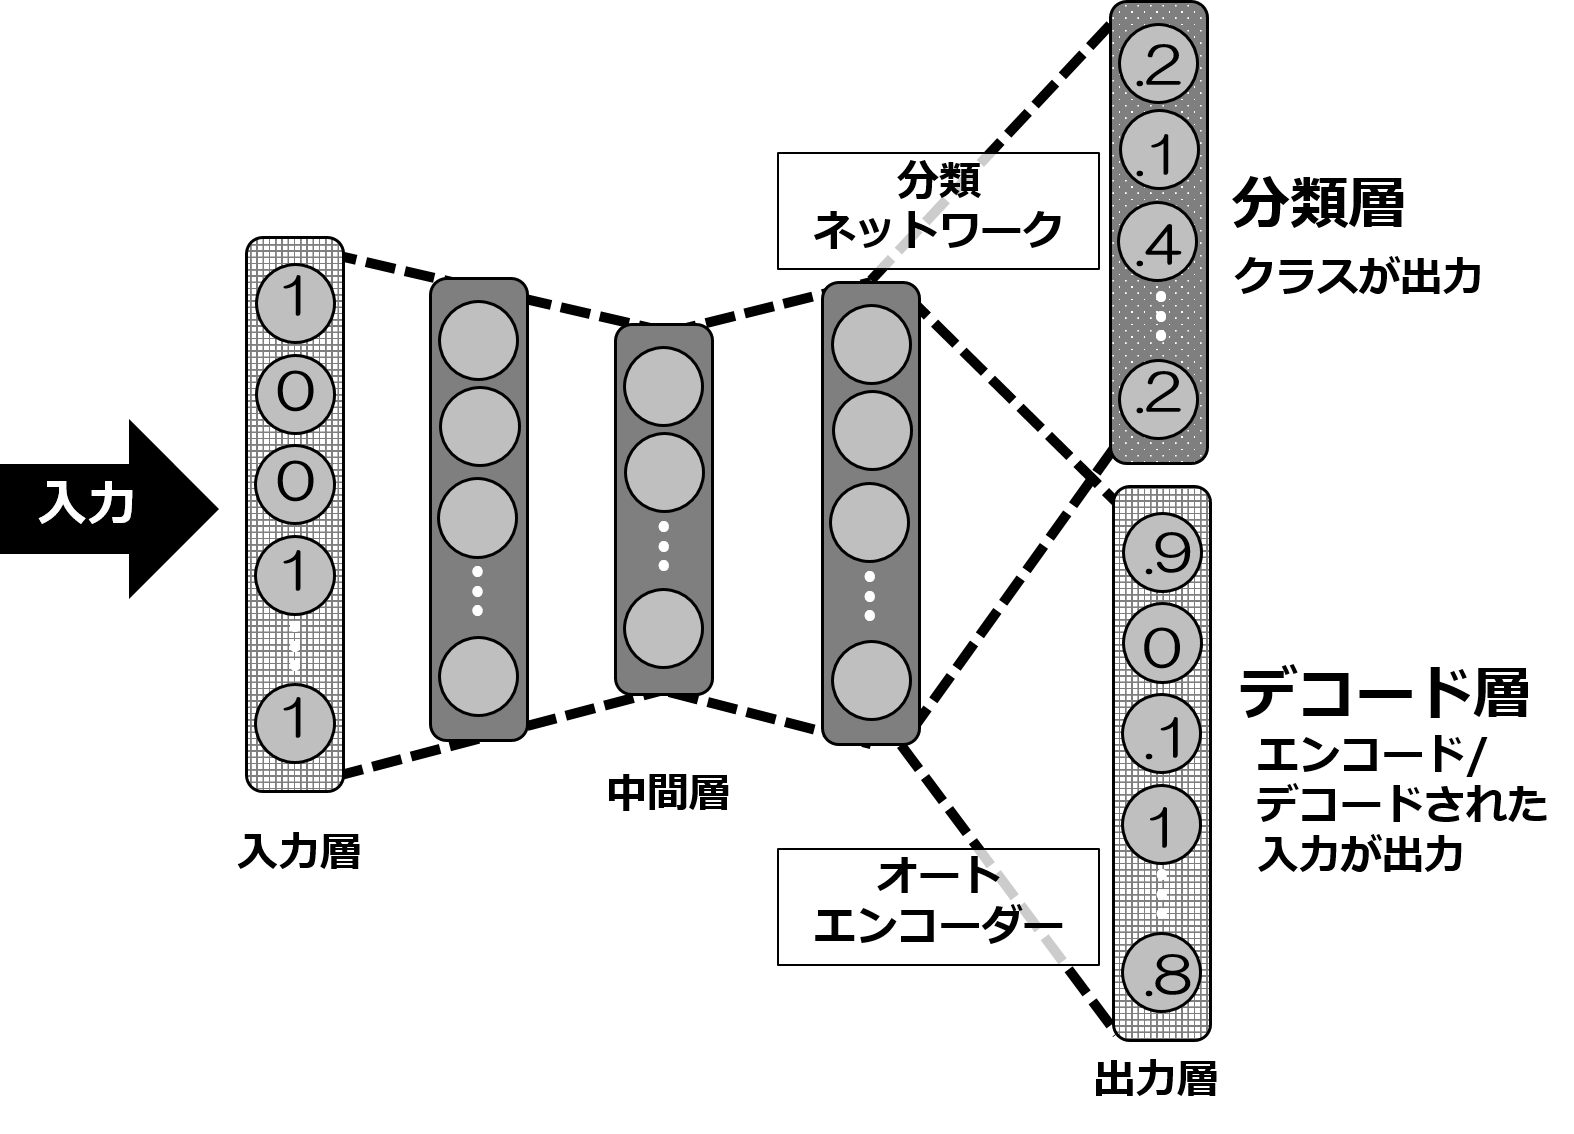 入力
1
0
0
1
1
入力層
中間層
分類
ネットワーク
オート
エンコーダー
.2
.1
.4
.2
分類層
クラスが出力
.9
0
.1
1
.8
デコード層
エンコード/
デコードされた
入力が出力
出力層